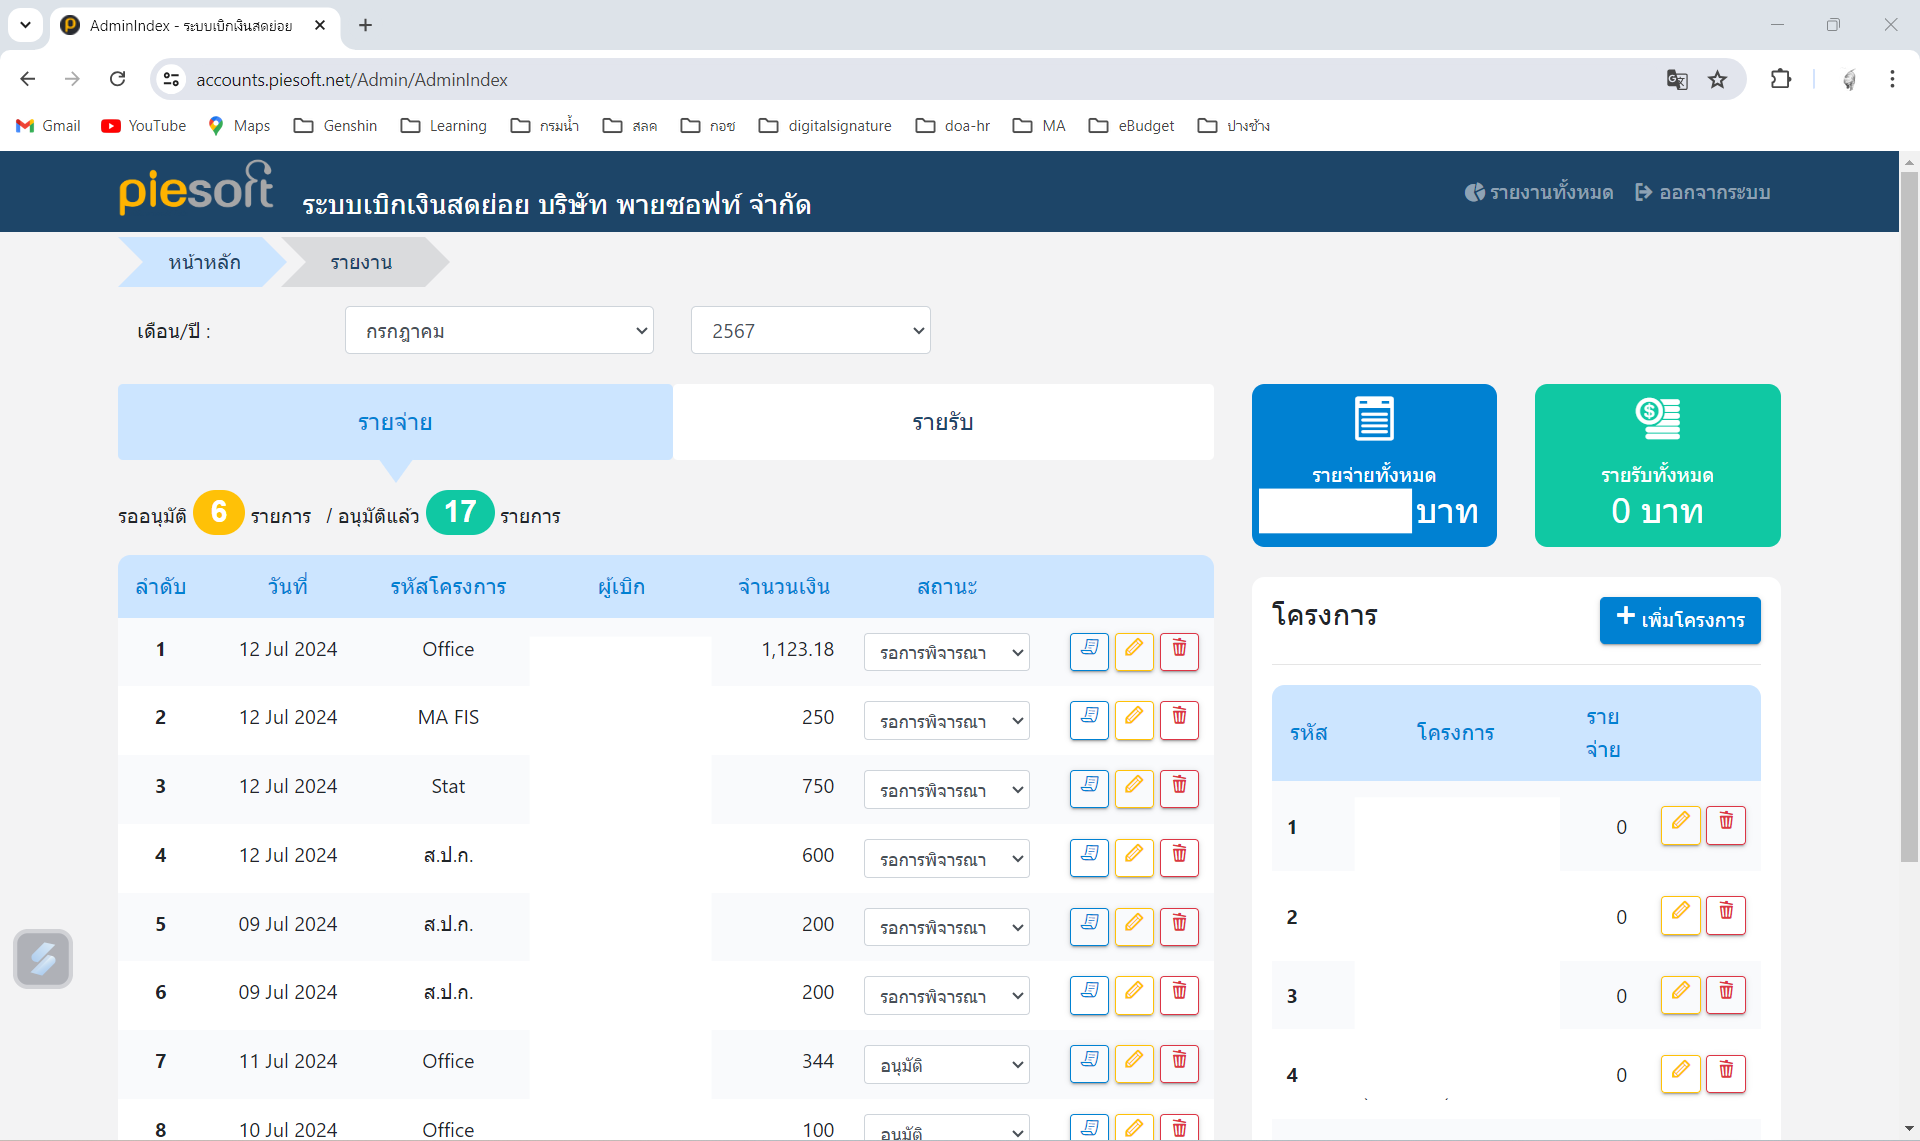 AdminIndex - ระบบเบิกเงินสดย่อย
accounts.piesoft.net/Admin/AdminIndex
Gmail YouTube Maps Genshin Learning กรมน้ำ สลค กอช digitalsignature doa-hr MA eBudget ปางช้าง
piesoft ระบบเบิกเงินสดย่อย บริษัท พายซอฟท์ จำกัด รายงานทั้งหมด ออกจากระบบ
หน้าหลัก รายงาน
เดือน/ปี : กรกฎาคม 2567
รายจ่าย รายรับ
รออนุมัติ 6 รายการ / อนุมัติแล้ว 17 รายการ
ลำดับ วันที่ รหัสโครงการ ผู้เบิก จำนวนเงิน สถานะ
1 12 Jul 2024 Office 1,123.18 รอการพิจารณา
2 12 Jul 2024 MA FIS 250 รอการพิจารณา
3 12 Jul 2024 Stat 750 รอการพิจารณา
4 12 Jul 2024 ส.ป.ก. 600 รอการพิจารณา
5 09 Jul 2024 ส.ป.ก. 200 รอการพิจารณา
6 09 Jul 2024 ส.ป.ก. 200 รอการพิจารณา
7 11 Jul 2024 Office 344 อนุมัติ
8 10 Jul 2024 Office 100 อนุมัติ
รายจ่ายทั้งหมด
บาท
รายรับทั้งหมด
0 บาท
โครงการ เพิ่มโครงการ
รหัส โครงการ ราย
จ่าย
1 0
2 0
3 0
4 0